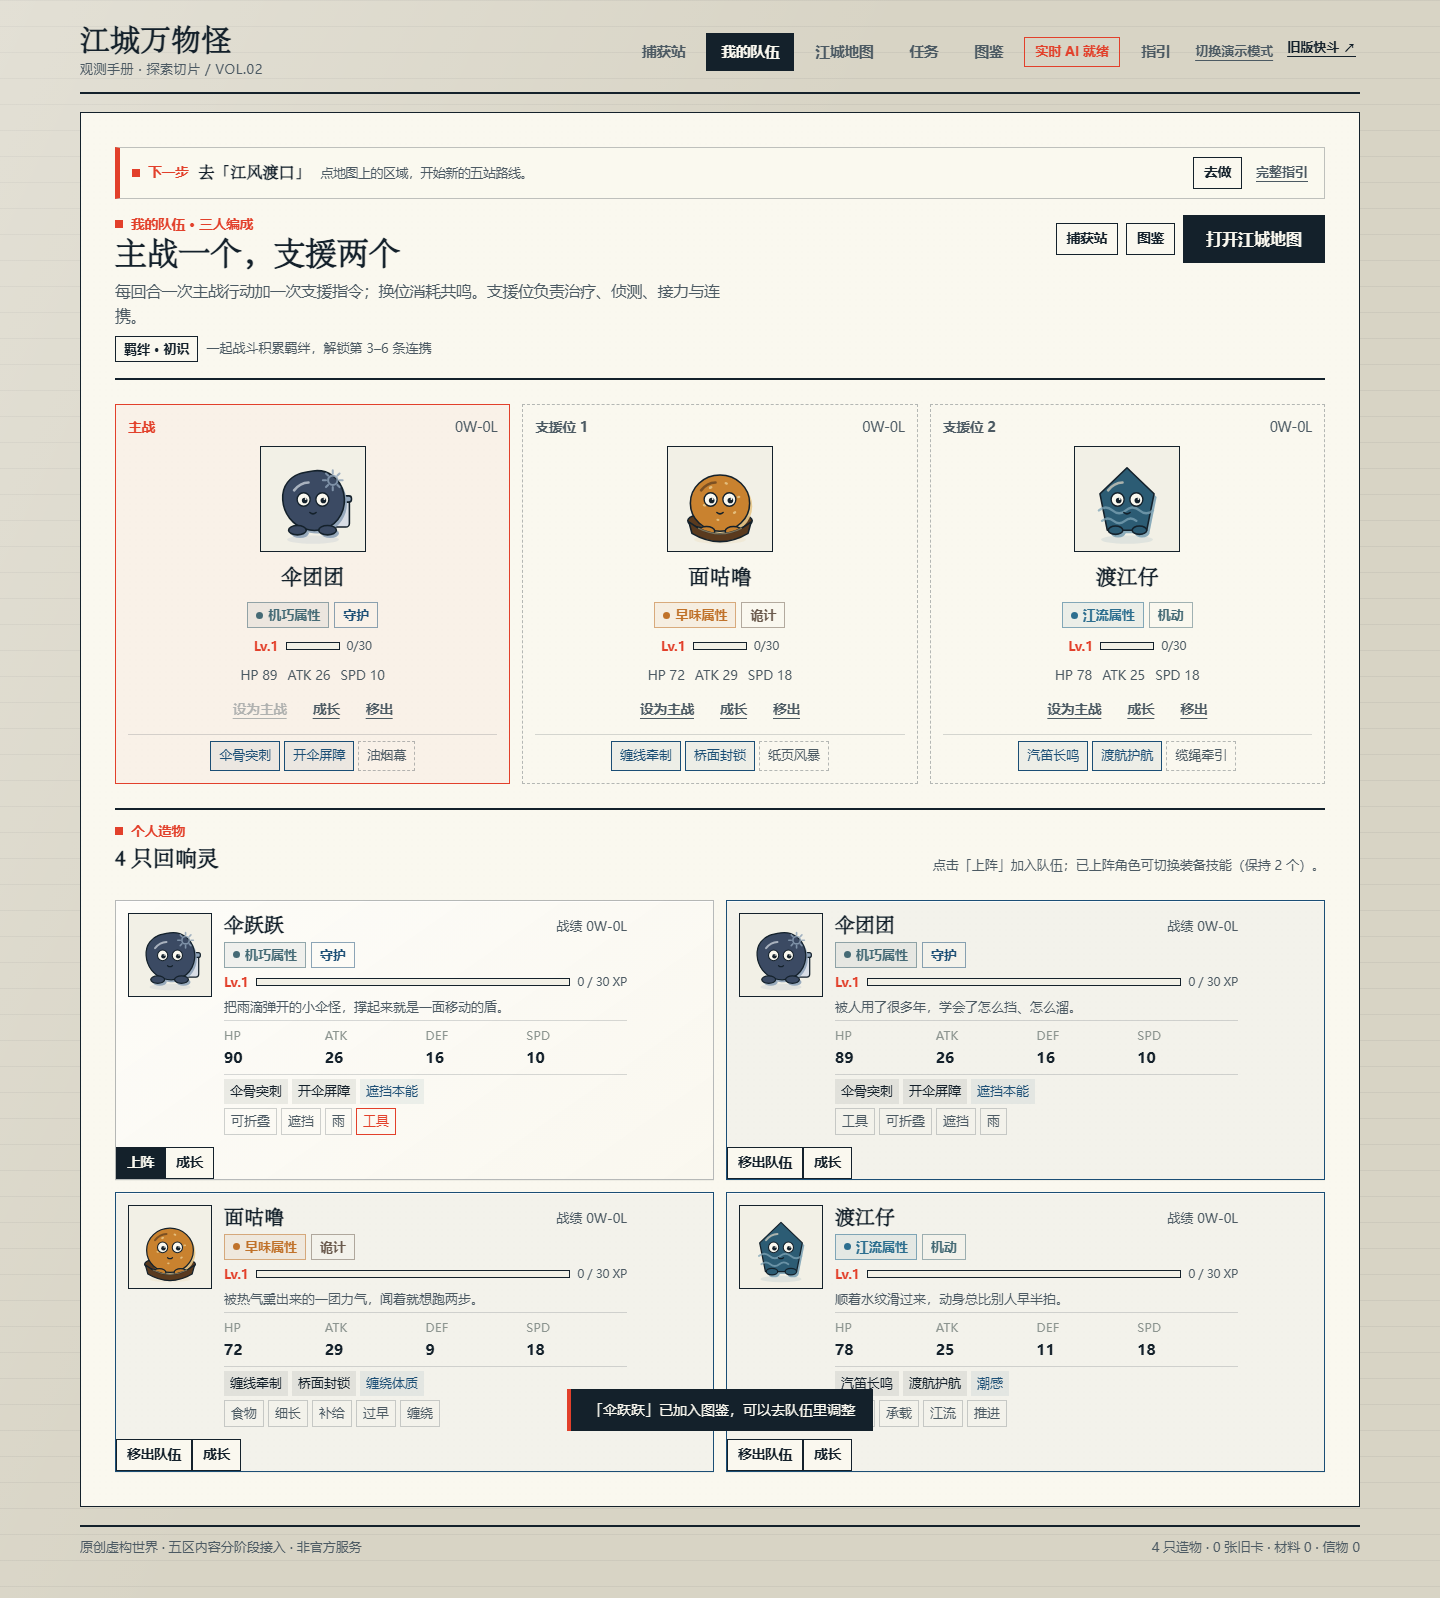 江城万物怪
观测手册 · 探索切片 / VOL.02
捕获站 我的队伍 江城地图 任务 图鉴 实时 AI 就绪 指引 切换演示模式 旧版快斗 ↗
下一步 去「江风渡口」 点地图上的区域，开始新的五站路线。 去做 完整指引
我的队伍 • 三人编成
主战一个，支援两个
捕获站 图鉴 打开江城地图
每回合一次主战行动加一次支援指令；换位消耗共鸣。支援位负责治疗、侦测、接力与连
携。
羁绊 • 初识 一起战斗积累羁绊，解锁第 3–6 条连携
主战 0W-0L
伞团团
机巧属性 守护
Lv.1 0/30
HP 89 ATK 26 SPD 10
设为主战 成长 移出
伞骨突刺 开伞屏障 油烟幕
支援位 1 0W-0L
面咕噜
早味属性 诡计
Lv.1 0/30
HP 72 ATK 29 SPD 18
设为主战 成长 移出
缠线牵制 桥面封锁 纸页风暴
支援位 2 0W-0L
渡江仔
江流属性 机动
Lv.1 0/30
HP 78 ATK 25 SPD 18
设为主战 成长 移出
汽笛长鸣 渡航护航 缆绳牵引
个人造物
4 只回响灵
点击「上阵」加入队伍；已上阵角色可切换装备技能（保持 2 个）。
伞跃跃 战绩 0W-0L
机巧属性 守护
Lv.1 0 / 30 XP
把雨滴弹开的小伞怪，撑起来就是一面移动的盾。
HP ATK DEF SPD
90 26 16 10
伞骨突刺 开伞屏障 遮挡本能
可折叠 遮挡 雨 工具
上阵 成长
伞团团 战绩 0W-0L
机巧属性 守护
Lv.1 0 / 30 XP
被人用了很多年，学会了怎么挡、怎么溜。
HP ATK DEF SPD
89 26 16 10
伞骨突刺 开伞屏障 遮挡本能
工具 可折叠 遮挡 雨
移出队伍 成长
面咕噜 战绩 0W-0L
早味属性 诡计
Lv.1 0 / 30 XP
被热气熏出来的一团力气，闻着就想跑两步。
HP ATK DEF SPD
72 29 9 18
缠线牵制 桥面封锁 缠绕体质
食物 细长 补给 过早 缠绕
移出队伍 成长
渡江仔 战绩 0W-0L
江流属性 机动
Lv.1 0 / 30 XP
顺着水纹滑过来，动身总比别人早半拍。
HP ATK DEF SPD
78 25 11 18
汽笛长鸣 渡航护航 潮感
承载 江流 推进
移出队伍 成长
「伞跃跃」已加入图鉴，可以去队伍里调整
原创虚构世界 · 五区内容分阶段接入 · 非官方服务
4 只造物 · 0 张旧卡 · 材料 0 · 信物 0